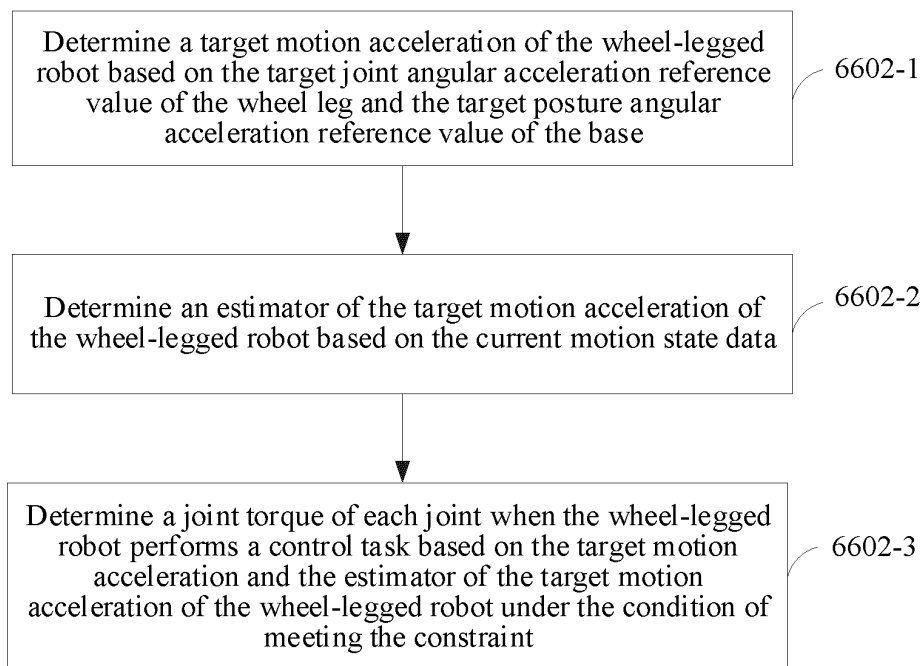 Determine a target motion acceleration of the wheel-legged
robot based on the target joint angular acceleration reference
value of the wheel leg and the target posture angular
acceleration reference value of the base
6602-1
Determine an estimator of the target motion acceleration of
the wheel-legged robot based on the current motion state data
6602-2
Determine a joint torque of each joint when the wheel-legged
robot performs a control task based on the target motion
acceleration and the estimator of the target motion
acceleration of the wheel-legged robot under the condition of
meeting the constraint
6602-3